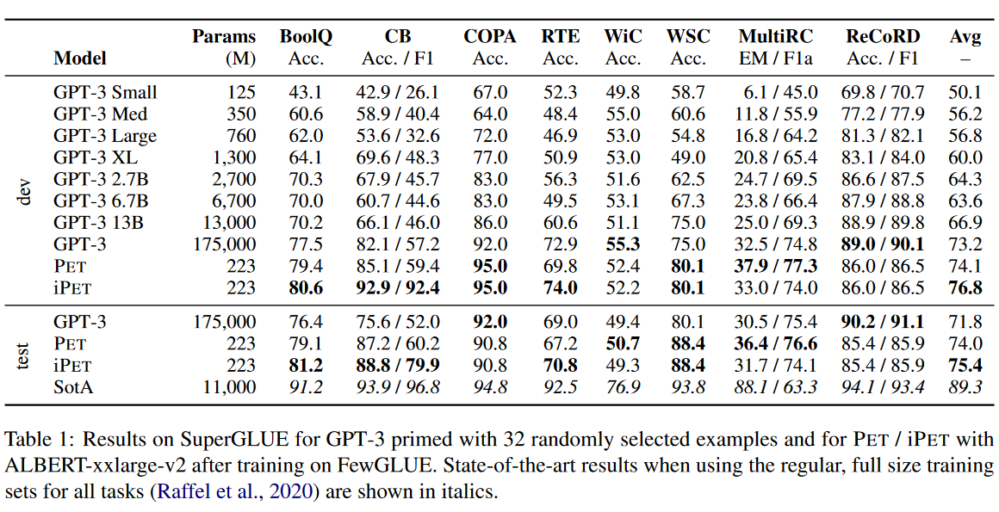 Params BoolQ CB COPA RTE WiC WSC MultiRC ReCoRD Avg
Model (M) Acc. Acc. / F1 Acc. Acc. Acc. Acc. EM / F1a Acc. / F1 –
dev
GPT-3 Small 125 43.1 42.9 / 26.1 67.0 52.3 49.8 58.7 6.1 / 45.0 69.8 / 70.7 50.1
GPT-3 Med 350 60.6 58.9 / 40.4 64.0 48.4 55.0 60.6 11.8 / 55.9 77.2 / 77.9 56.2
GPT-3 Large 760 62.0 53.6 / 32.6 72.0 46.9 53.0 54.8 16.8 / 64.2 81.3 / 82.1 56.8
GPT-3 XL 1,300 64.1 69.6 / 48.3 77.0 50.9 53.0 49.0 20.8 / 65.4 83.1 / 84.0 60.0
GPT-3 2.7B 2,700 70.3 67.9 / 45.7 83.0 56.3 51.6 62.5 24.7 / 69.5 86.6 / 87.5 64.3
GPT-3 6.7B 6,700 70.0 60.7 / 44.6 83.0 49.5 53.1 67.3 23.8 / 66.4 87.9 / 88.8 63.6
GPT-3 13B 13,000 70.2 66.1 / 46.0 86.0 60.6 51.1 75.0 25.0 / 69.3 88.9 / 89.8 66.9
GPT-3 175,000 77.5 82.1 / 57.2 92.0 72.9 55.3 75.0 32.5 / 74.8 89.0 / 90.1 73.2
PET 223 79.4 85.1 / 59.4 95.0 69.8 52.4 80.1 37.9 / 77.3 86.0 / 86.5 74.1
iPET 223 80.6 92.9 / 92.4 95.0 74.0 52.2 80.1 33.0 / 74.0 86.0 / 86.5 76.8
test
GPT-3 175,000 76.4 75.6 / 52.0 92.0 69.0 49.4 80.1 30.5 / 75.4 90.2 / 91.1 71.8
PET 223 79.1 87.2 / 60.2 90.8 67.2 50.7 88.4 36.4 / 76.6 85.4 / 85.9 74.0
iPET 223 81.2 88.8 / 79.9 90.8 70.8 49.3 88.4 31.7 / 74.1 85.4 / 85.9 75.4
SotA 11,000 91.2 93.9 / 96.8 94.8 92.5 76.9 93.8 88.1 / 63.3 94.1 / 93.4 89.3
Table 1: Results on SuperGLUE for GPT-3 primed with 32 randomly selected examples and for PET / iPET with
ALBERT-xxlarge-v2 after training on FewGLUE. State-of-the-art results when using the regular, full size training
sets for all tasks (Raffel et al., 2020) are shown in italics.